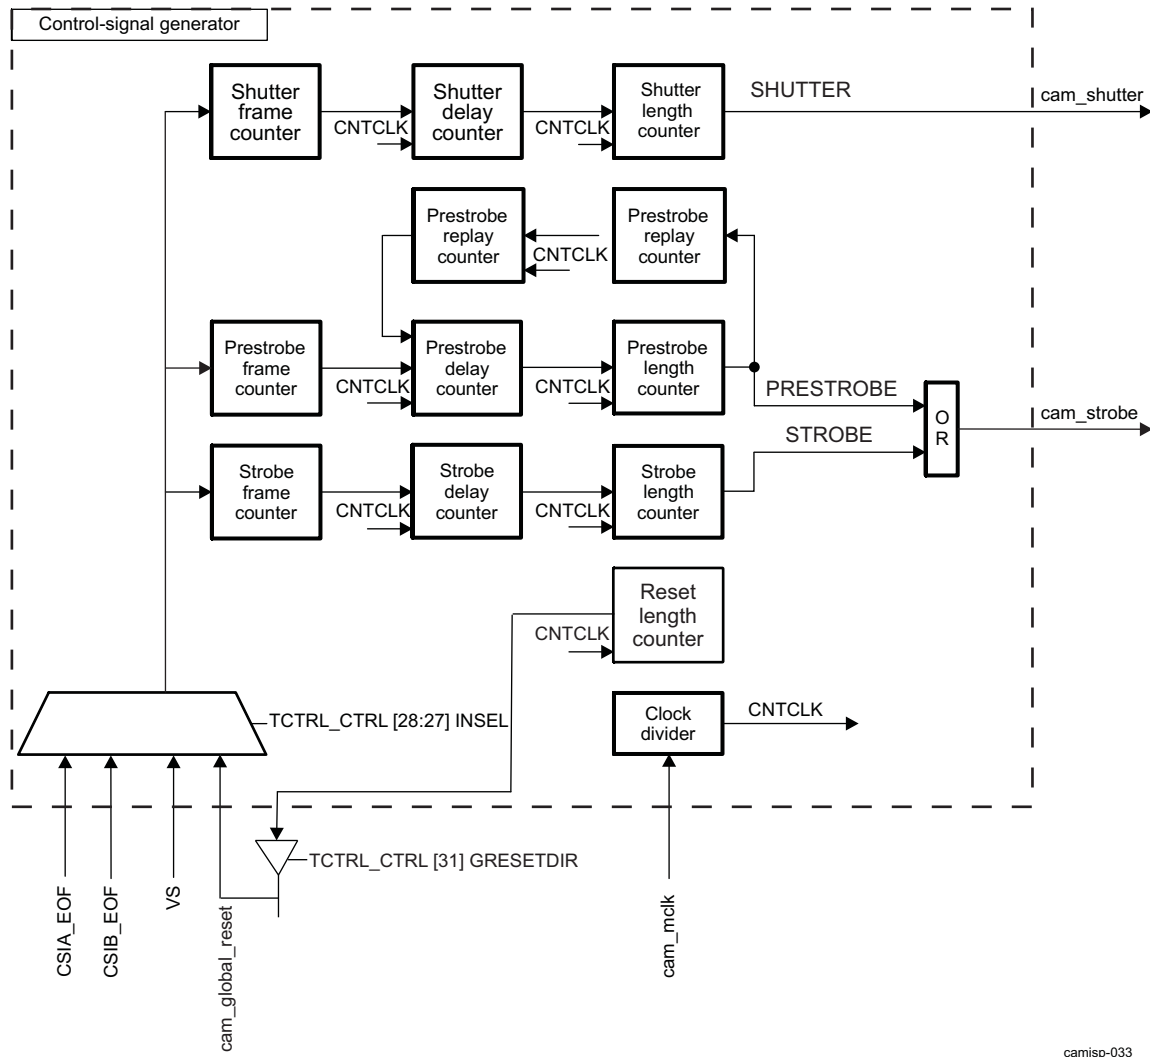 Control-signal generator
Shutter
frame
counter
CNTCLK
Shutter
delay
counter
CNTCLK
Shutter
length
counter
SHUTTER
cam_shutter
Prestrobe
replay
counter
CNTCLK
Prestrobe
replay
counter
Prestrobe
frame
counter
CNTCLK
Prestrobe
delay
counter
CNTCLK
Prestrobe
length
counter
PRESTROBE
STROBE
O
R
cam_strobe
Strobe
frame
counter
CNTCLK
Strobe
delay
counter
CNTCLK
Strobe
length
counter
CNTCLK
Reset
length
counter
TCTRL_CTRL [28:27] INSEL
Clock
divider
CNTCLK
TCTRL_CTRL [31] GRESETDIR
CSIA_EOF
CSIB_EOF
VS
cam_global_reset
cam_mclk
camisp-033